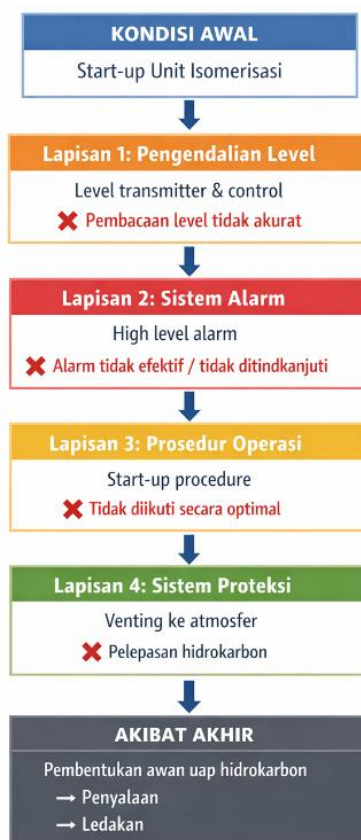 KONDISI AWAL
Start-up Unit Isomerisasi
Lapisan 1: Pengendalian Level
Level transmitter & control
❌ Pembacaan level tidak akurat
Lapisan 2: Sistem Alarm
High level alarm
❌ Alarm tidak efektif / tidak ditindkanjuti
Lapisan 3: Prosedur Operasi
Start-up procedure
❌ Tidak diikuti secara optimal
Lapisan 4: Sistem Proteksi
Venting ke atmosfer
❌ Pelepasan hidrokarbon
AKIBAT AKHIR
Pembentukan awan uap hidrokarbon
→ Penyalaan
→ Ledakan